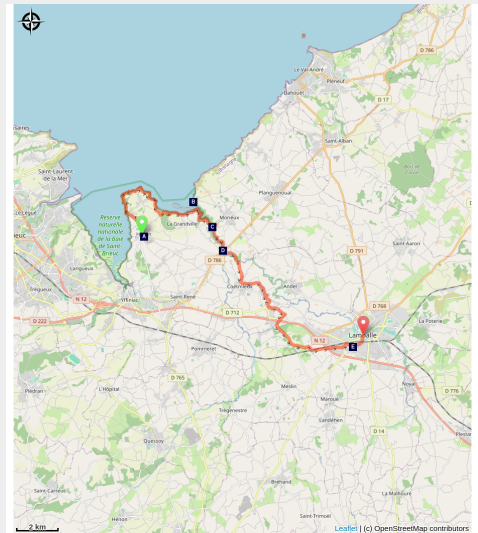 D 786
Le Val-André
Pléneuf
Dahouët
D 17
Saint-Alban
Saint-Laurent
de la Mer
Planguenoual
Réserve
naturelle
nationale
de la Baie
de Saint-
Brieuc
B
A
La Grandville
C
Morieux
D
D 786
D 791
Saint-Aaron
Langueux
Trégueux
Yffiniac
Saint-René
Coëtmieux
Andel
N 12
D 222
D 712
D 768
La Poterie
Lamballe
N 12
E
Pommeret
Meslin
Noyal
D 765
D 776
L'Hôpital
Plédran
Maroué
Trégenestre
Landéhen
D 14
Quessoy
Bréhand
La Malhoure
Saint-Carreuc
Hénon
Saint-Trimoël
2 km
Leaflet | (c) OpenStreetMap contributors